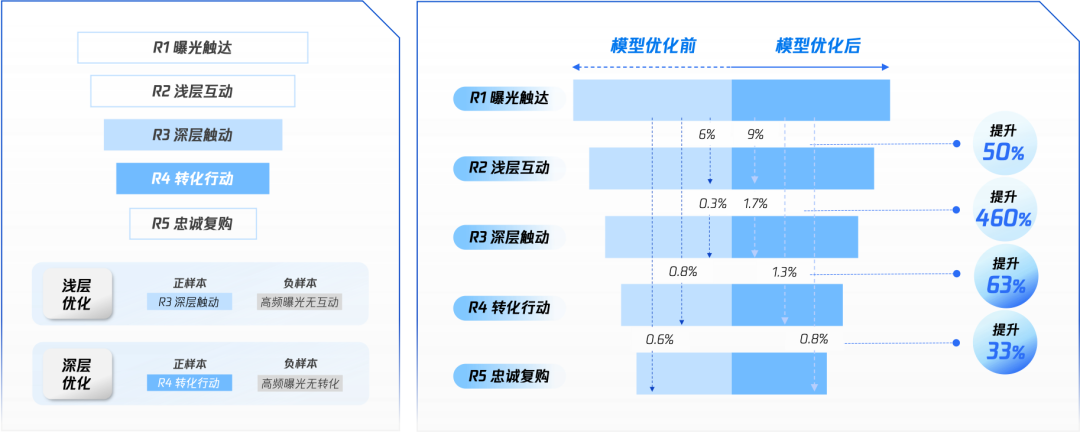 R1 曝光触达
R2 浅层互动
R3 深层触动
R4 转化行动
R5 忠诚复购
浅层
优化
正样本
负样本
R3 深层触动
高频曝光无互动
深层
优化
正样本
负样本
R4 转化行动
高频曝光无转化
模型优化前
模型优化后
R1 曝光触达
6%
9%
提升
50%
R2 浅层互动
0.3%
1.7%
提升
460%
R3 深层触动
0.8%
1.3%
提升
63%
R4 转化行动
0.6%
0.8%
提升
33%
R5 忠诚复购